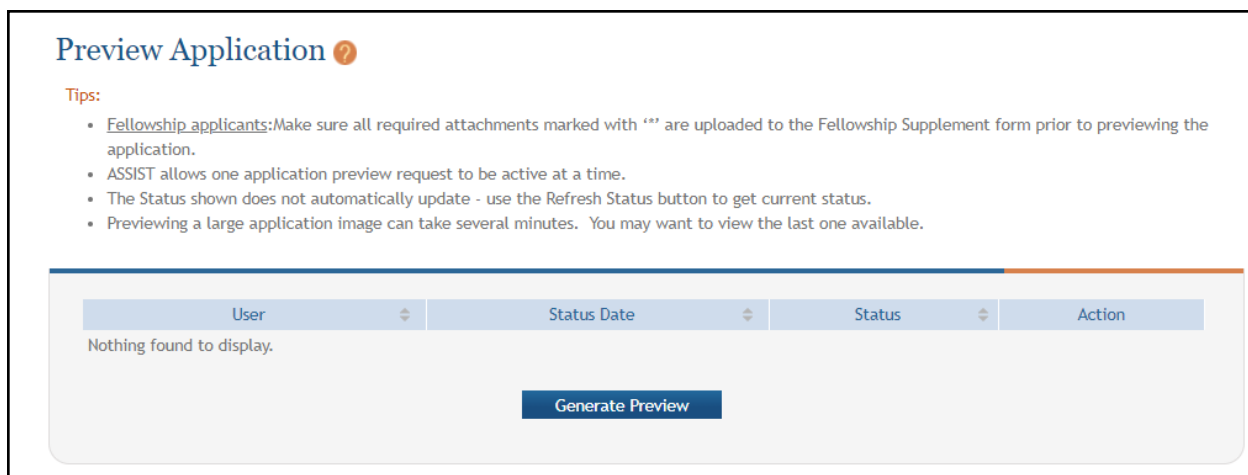 Preview Application ?
Tips:
• Fellowship applicants:Make sure all required attachments marked with ‘*’ are uploaded to the Fellowship Supplement form prior to previewing the
application.
• ASSIST allows one application preview request to be active at a time.
• The Status shown does not automatically update - use the Refresh Status button to get current status.
• Previewing a large application image can take several minutes.  You may want to view the last one available.
User Status Date Status Action
Nothing found to display.
Generate Preview